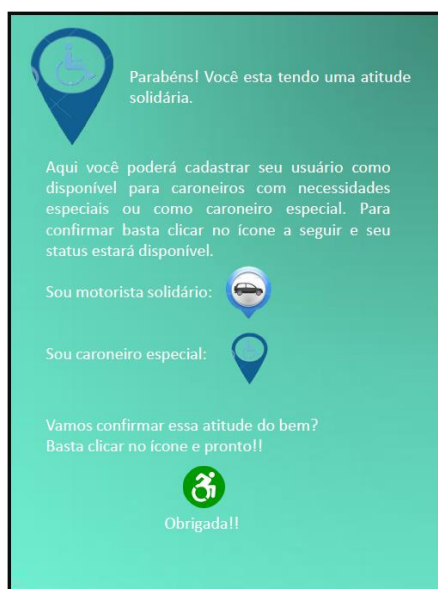 Parabéns! Você esta tendo uma atitude
solidária.
Aqui você poderá cadastrar seu usuário como
disponível para caroneiros com necessidades
especiais ou como caroneiro especial. Para
confirmar basta clicar no ícone a seguir e seu
status estará disponível.
Sou motorista solidário:
Sou caroneiro especial:
Vamos confirmar essa atitude do bem?
Basta clicar no ícone e pronto!!
Obrigada!!